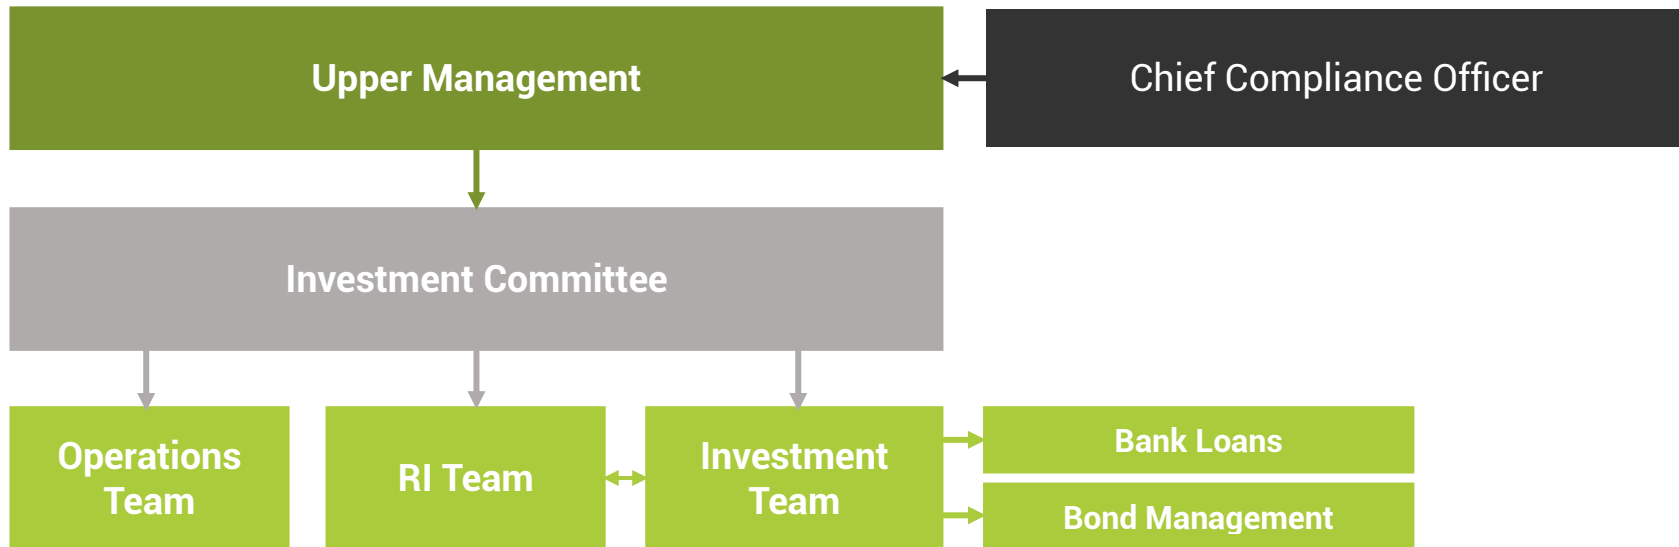 Upper Management
Chief Compliance Officer
Investment Committee
Operations
Team
RI Team
Investment
Team
Bank Loans
Bond Management